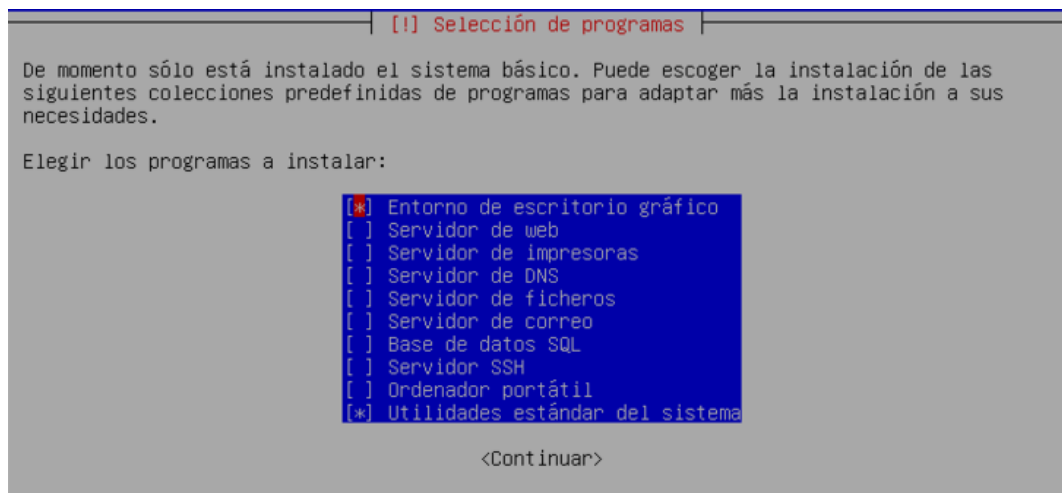 [!] Selección de programas
De momento sólo está instalado el sistema básico. Puede escoger la instalación de las
siguientes colecciones predefinidas de programas para adaptar más la instalación a sus
necesidades.
Elegir los programas a instalar:
[*] Entorno de escritorio gráfico
[ ] Servidor de web
[ ] Servidor de impresoras
[ ] Servidor de DNS
[ ] Servidor de ficheros
[ ] Servidor de correo
[ ] Base de datos SQL
[ ] Servidor SSH
[ ] Ordenador portátil
[*] Utilidades estándar del sistema
<Continuar>